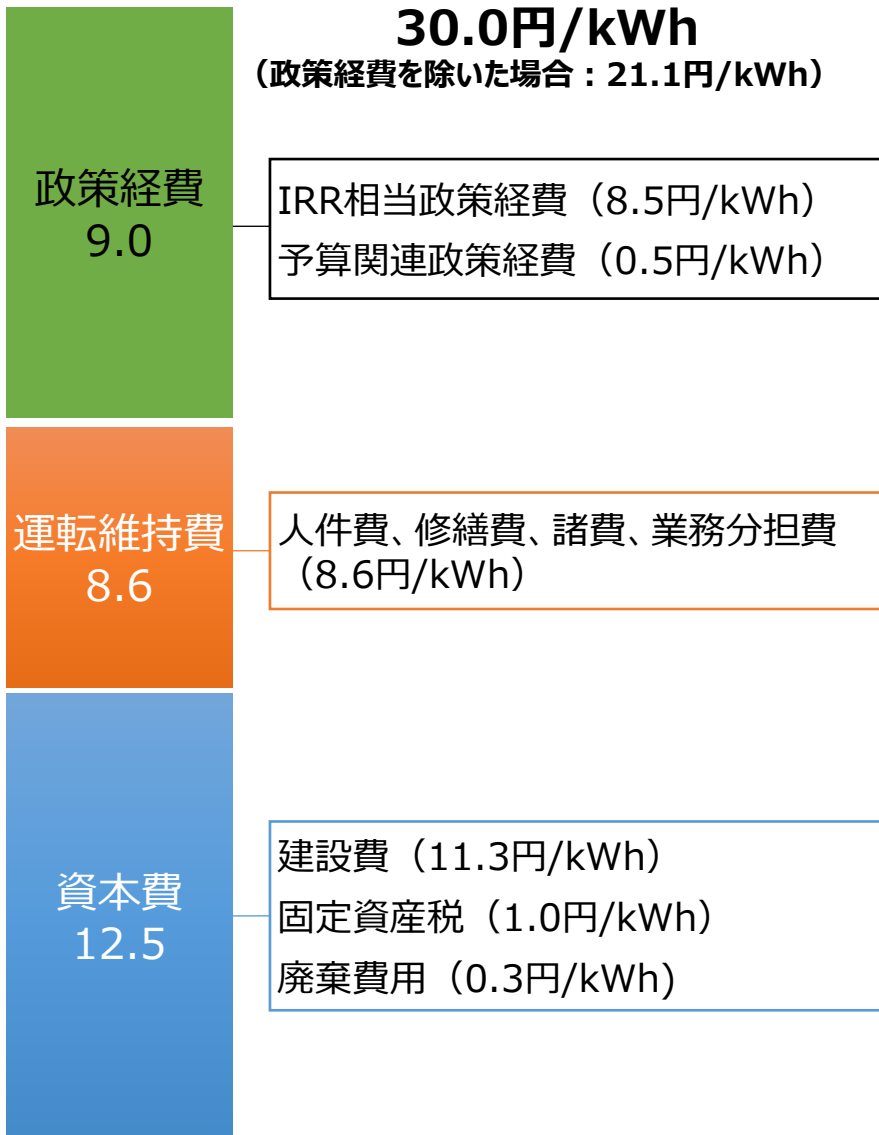 30.0円/kWh
（政策経費を除いた場合：21.1円/kWh）
政策経費
9.0
IRR相当政策経費（8.5円/kWh）
予算関連政策経費（0.5円/kWh）
運転維持費
8.6
人件費、修繕費、諸費、業務分担費
（8.6円/kWh）
資本費
12.5
建設費（11.3円/kWh）
固定資産税（1.0円/kWh）
廃棄費用（0.3円/kWh)